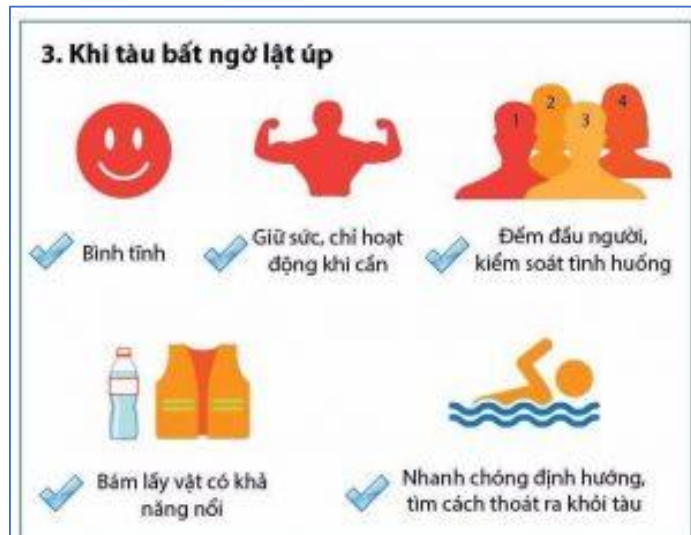 3. Khi tàu bất ngờ lật úp
1
2
3
4
Bình tĩnh
Giữ sức, chỉ hoạt
động khi cần
Đếm đầu người,
kiểm soát tình huống
Bám lấy vật có khả
năng nổi
Nhanh chóng định hướng,
tìm cách thoát ra khỏi tàu